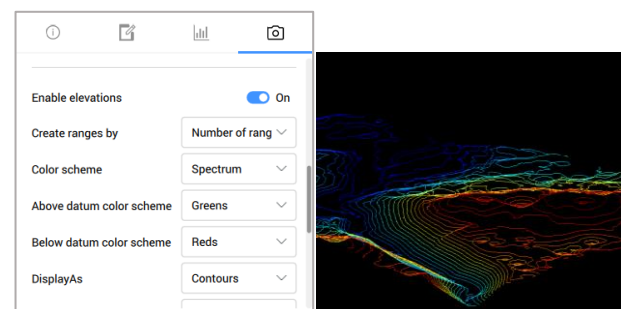 Enable elevations On
Create ranges by Number of rang
Color scheme Spectrum
Above datum color scheme Greens
Below datum color scheme Reds
DisplayAs Contours